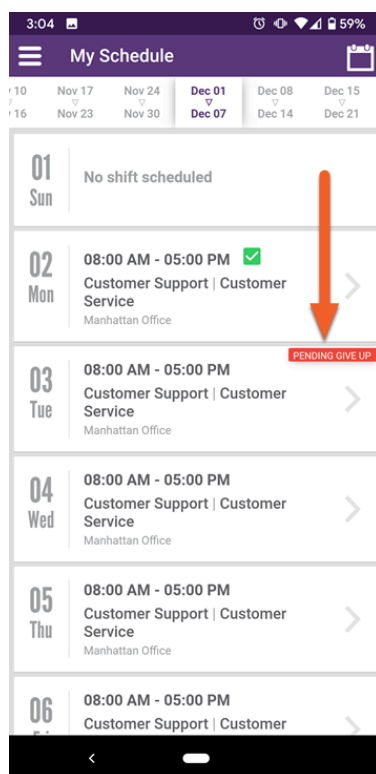 3:04 59%
My Schedule
10 Nov 17 Nov 24 Dec 01 Dec 08 Dec 15
16 Nov 23 Nov 30 Dec 07 Dec 14 Dec 21
01
Sun
No shift scheduled
02
Mon
08:00 AM - 05:00 PM
Customer Support | Customer
Service
Manhattan Office
PENDING GIVE UP
03
Tue
08:00 AM - 05:00 PM
Customer Support | Customer
Service
Manhattan Office
04
Wed
08:00 AM - 05:00 PM
Customer Support | Customer
Service
Manhattan Office
05
Thu
08:00 AM - 05:00 PM
Customer Support | Customer
Service
Manhattan Office
06
08:00 AM - 05:00 PM
Customer Support | Customer